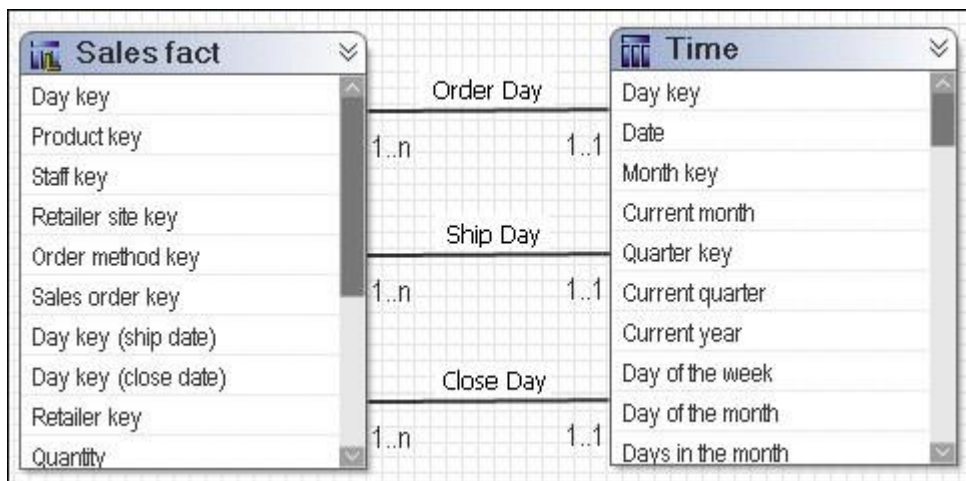 Sales fact
Day key
Product key
Staff key
Retailer site key
Order method key
Sales order key
Day key (ship date)
Day key (close date)
Retailer key
Quantity
Order Day
1..n 1..1
Ship Day
1..n 1..1
Close Day
1..n 1..1
Time
Day key
Date
Month key
Current month
Quarter key
Current quarter
Current year
Day of the week
Day of the month
Days in the month